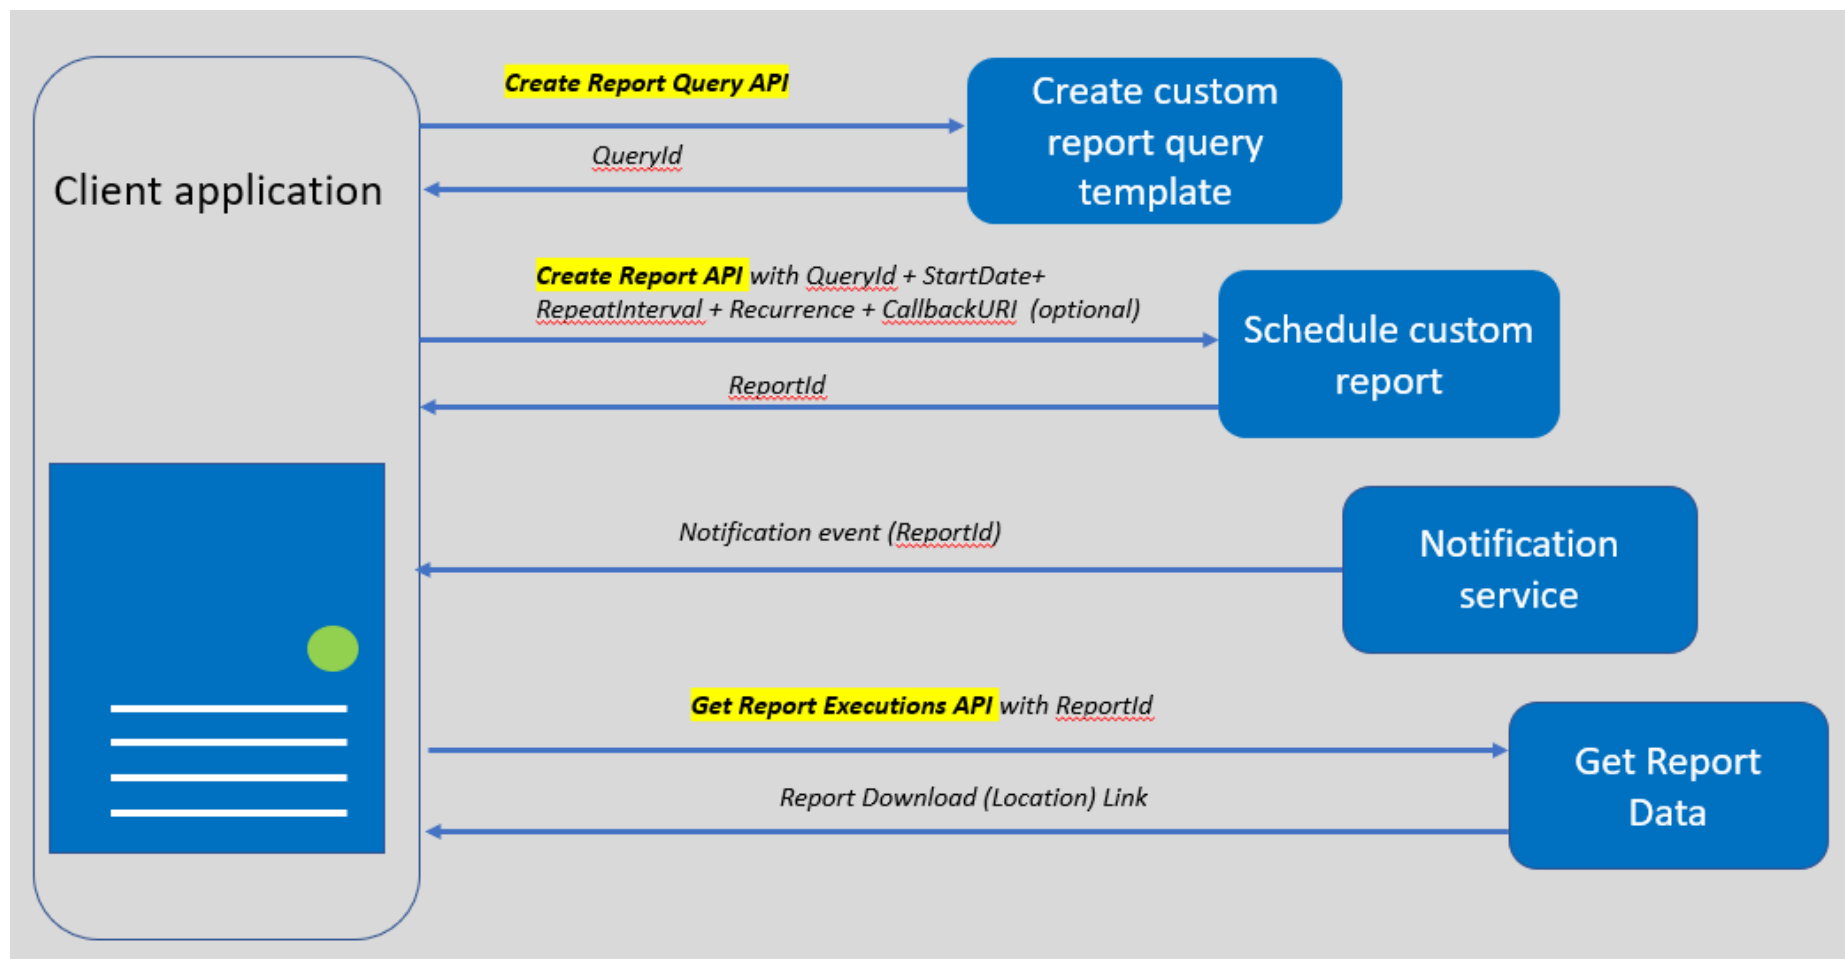 Create Report Query API
Create custom
report query
template
QueryId
Client application
Create Report API with QueryId + StartDate+
RepeatInterval + Recurrence + CallbackURI (optional)
Schedule custom
report
ReportId
Notification event (ReportId)
Notification
service
Get Report Executions API with ReportId
Get Report
Data
Report Download (Location) Link